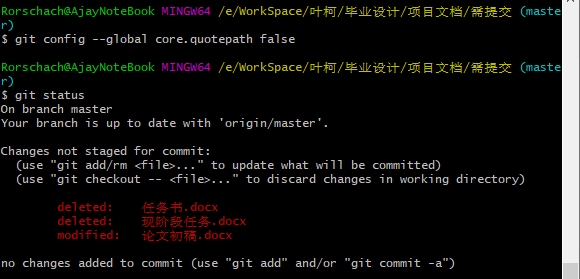 Rorschach@AjayNoteBook MINGW64 /e/WorkSpace/叶柯/毕业设计/项目文档/需提交 (maste
r)
$ git config --global core.quotepath false
Rorschach@AjayNoteBook MINGW64 /e/WorkSpace/叶柯/毕业设计/项目文档/需提交 (maste
r)
$ git status
On branch master
Your branch is up to date with 'origin/master'.
Changes not staged for commit:
(use "git add/rm <file>..." to update what will be committed)
(use "git checkout -- <file>..." to discard changes in working directory)
deleted: 任务书.docx
deleted: 现阶段任务.docx
modified: 论文初稿.docx
no changes added to commit (use "git add" and/or "git commit -a")